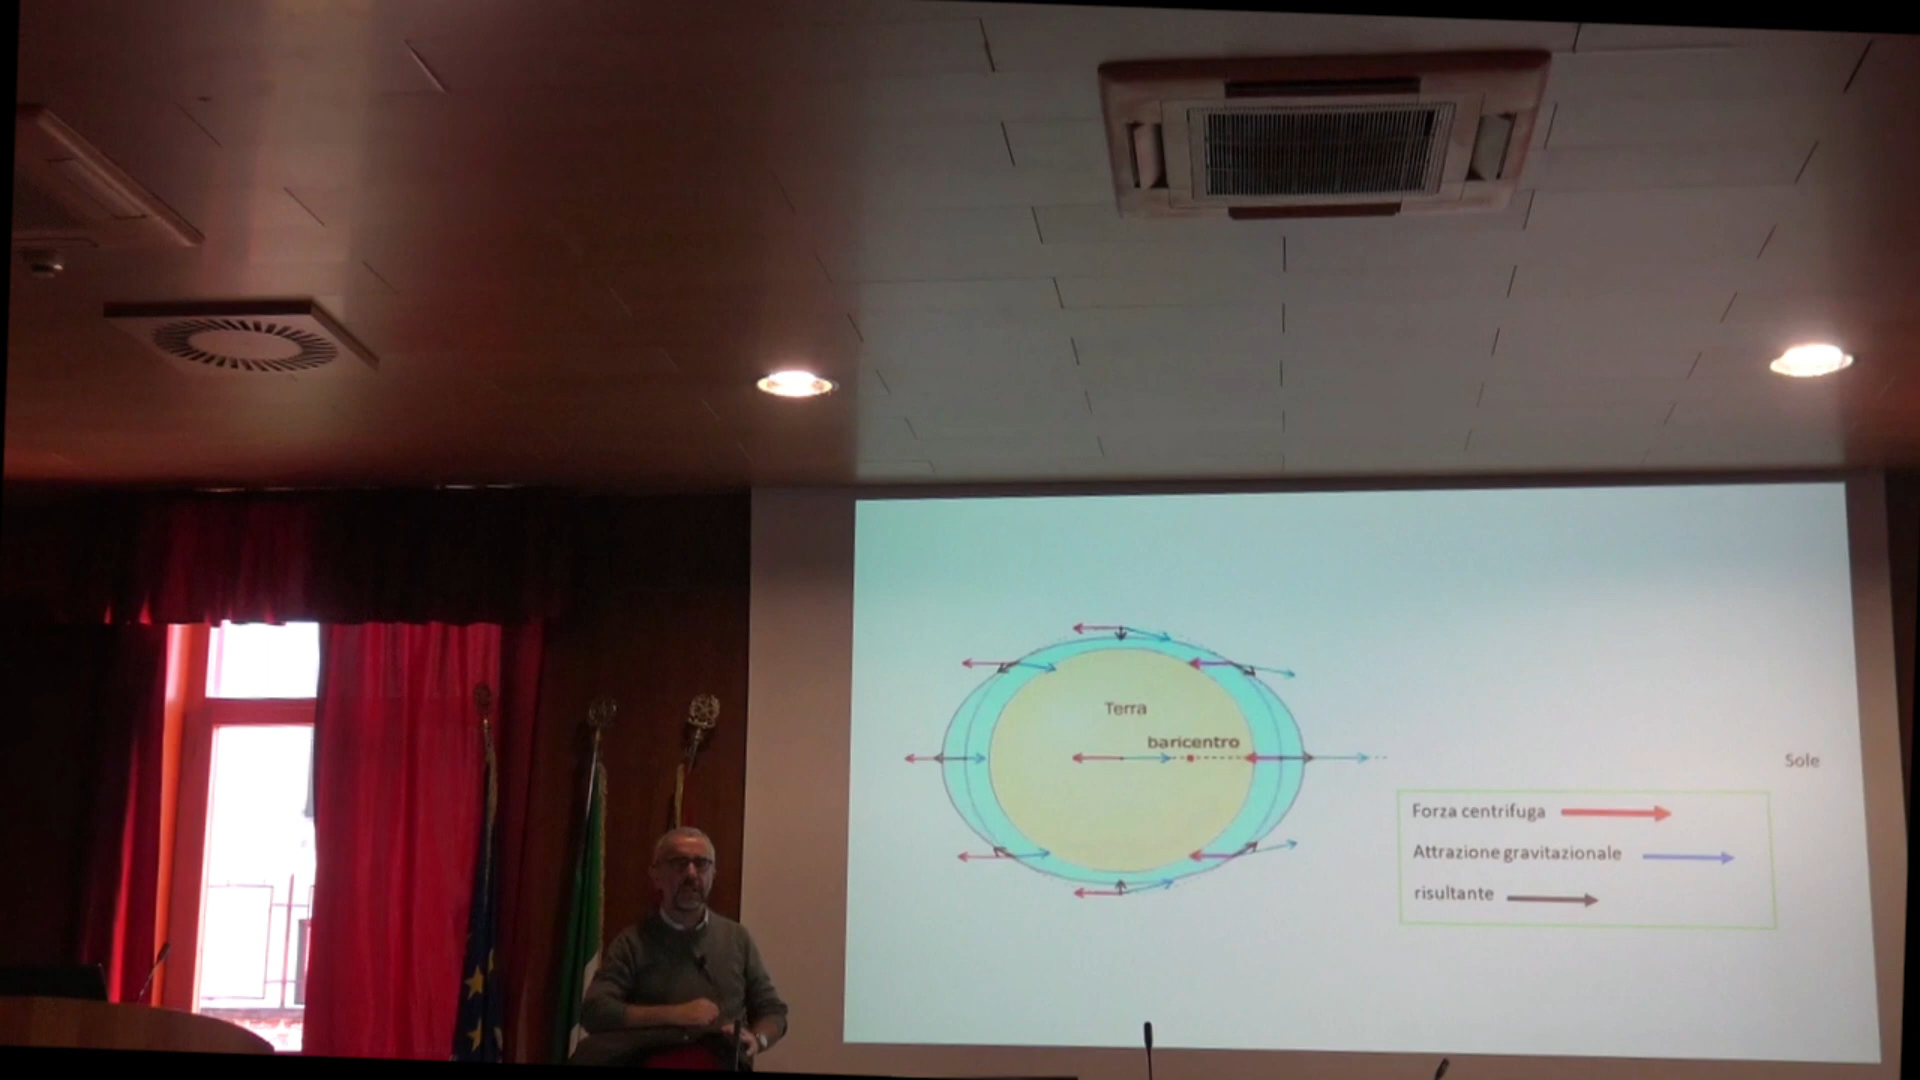 Terra
baricentro
Sole
Forza centrifuga
Attrazione gravitazionale
risultante